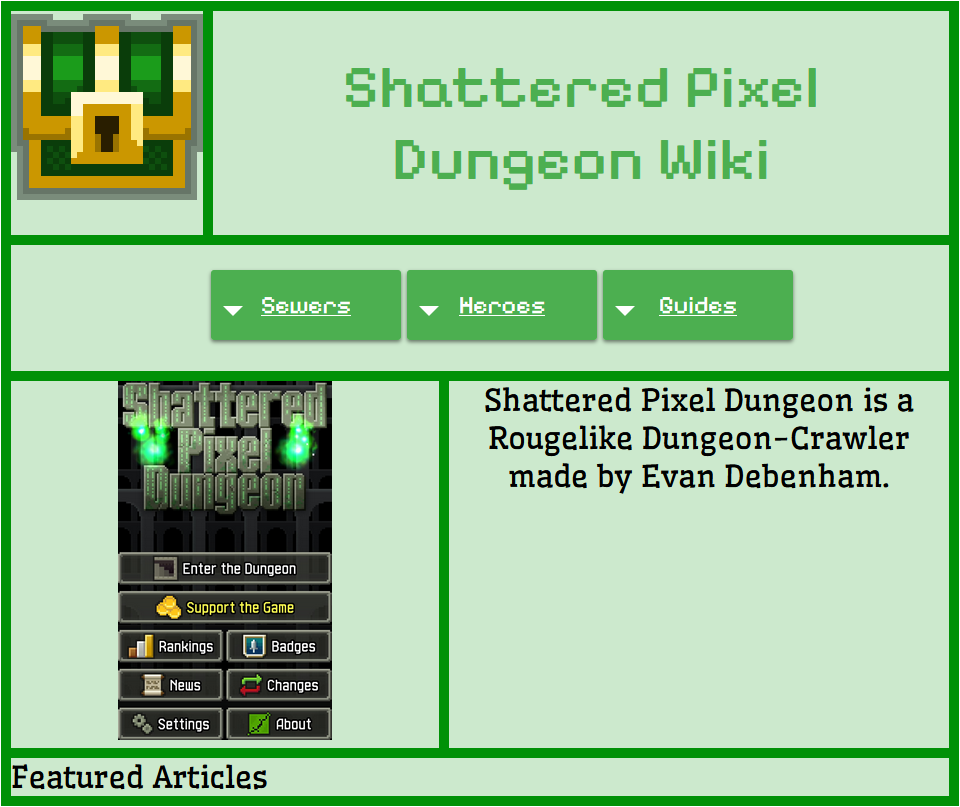 Shattered Pixel
Dungeon Wiki
Sewers
Heroes
Guides
Shattered
Pixel
Dungeon
Enter the Dungeon
Support the Game
Rankings
Badges
News
Changes
Settings
About
Shattered Pixel Dungeon is a
Rougelike Dungeon-Crawler
made by Evan Debenham.
Featured Articles